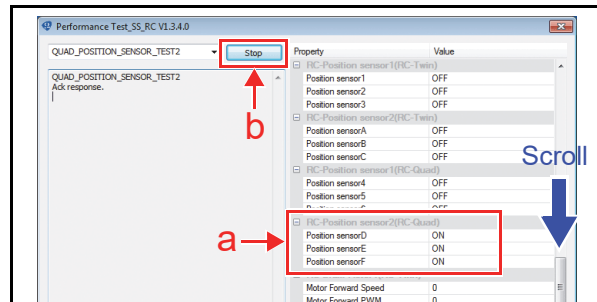 Performance Test_SS_RC V1.3.4.0
QUAD_POSITION_SENSOR_TEST2
Stop
QUAD_POSITION_SENSOR_TEST2
Ack response.
b
a
Property Value
RC-Position sensor1(RC-Twin)
Position sensor1 OFF
Position sensor2 OFF
Position sensor3 OFF
RC-Position sensor2(RC-Twin)
Position sensorA OFF
Position sensorB OFF
Position sensorC OFF
RC-Position sensor1(RC-Quad)
Position sensor4 OFF
Position sensor5 OFF
RC-Position sensor2(RC-Quad)
Position sensorD ON
Position sensorE ON
Position sensorF ON
Motor Forward Speed 0
Motor Forward PWM 0
Scroll